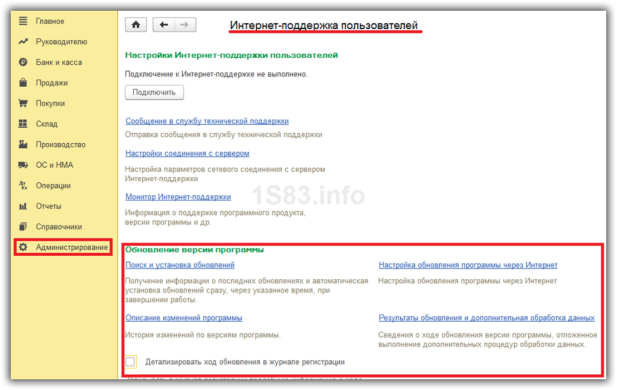 Главное
Руководителю
Банк и касса
Продажи
Покупки
Склад
Производство
ОС и НМА
Операции
Отчеты
Справочники
Администрирование
Интернет-поддержка пользователей
Настройки Интернет-поддержки пользователей
Подключение к Интернет-поддержке не выполнено.
Подключить
Сообщение в службу технической поддержки
Отправка сообщения в службу технической поддержки
Настройки соединения с сервером
Настройка параметров сетевого соединения с сервером
Интернет-поддержки
Монитор Интернет-поддержки
Информация о поддержке программного продукта,
версии программы и др.
1S83.info
Обновление версии программы
Поиск и установка обновлений
Получение информации о последних обновлениях и автоматическая
установка обновлений сразу, через указанное время, при
завершении работы.
Настройка обновления программы через Интернет
Настройка обновления программы через Интернет
Описание изменений программы
История изменений по версиям программы.
Результаты обновления и дополнительная обработка данных
Сведения о ходе обновления версии программы, отложенное
выполнение дополнительных процедур обработки данных.
Детализировать ход обновления в журнале регистрации